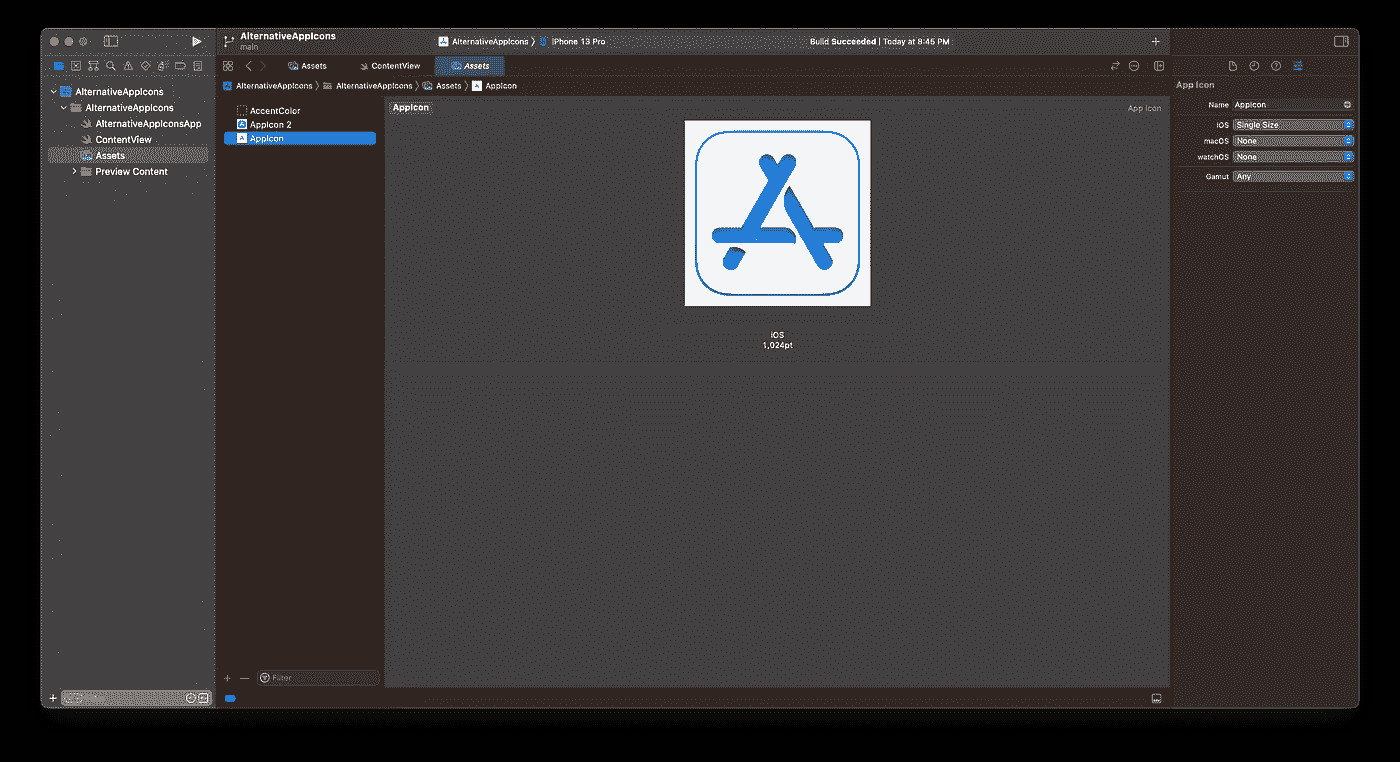 AlternativeAppIcons
main
AlternativeAppIcons
iPhone 13 Pro
Build Succeeded | Today at 8:45 PM
Assets
ContentView
Assets
AlternativeAppIcons
AlternativeAppIcons
Assets
AppIcon
AlternativeAppIcons
AlternativeAppIcons
AlternativeAppIconsApp
ContentView
Assets
Preview Content
AccentColor
AppIcon 2
AppIcon
Filter
AppIcon
App Icon
iOS
1,024pt
App Icon
Name AppIcon
iOS Single Size
macOS None
watchOS None
Gamut Any